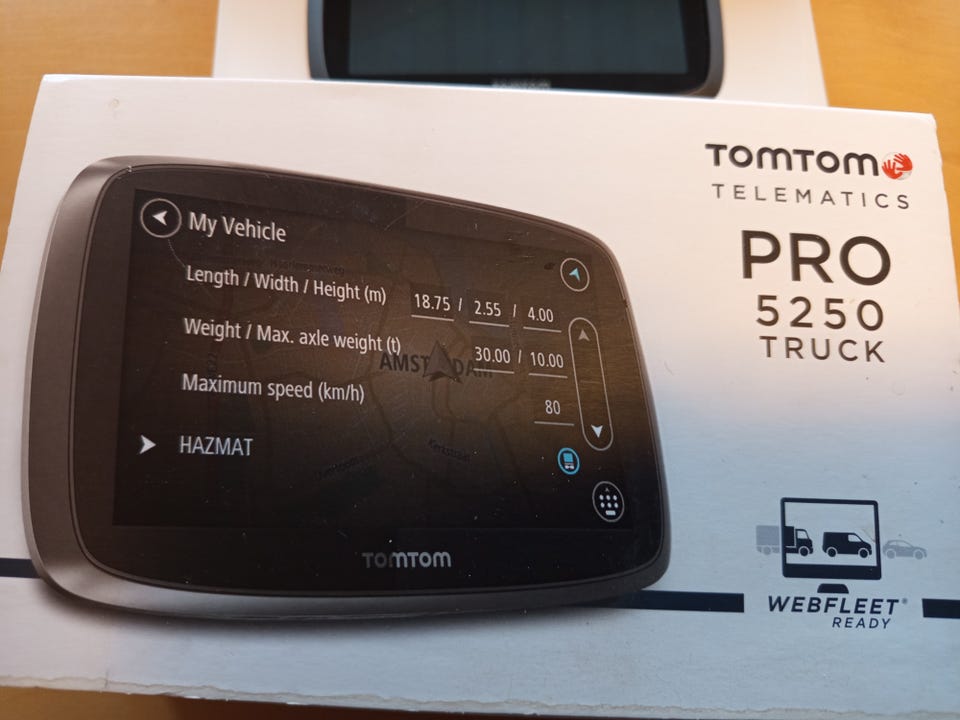 TOMTOM
TELEMATICS
PRO
5250
TRUCK
My Vehicle
Length / Width / Height (m) 18.75 / 2.55 / 4.00
Weight / Max. axle weight (t) 30.00 / 10.00
AMSTERDAM
Maximum speed (km/h) 80
HAZMAT
TOMTOM
WEBFLEET®
READY